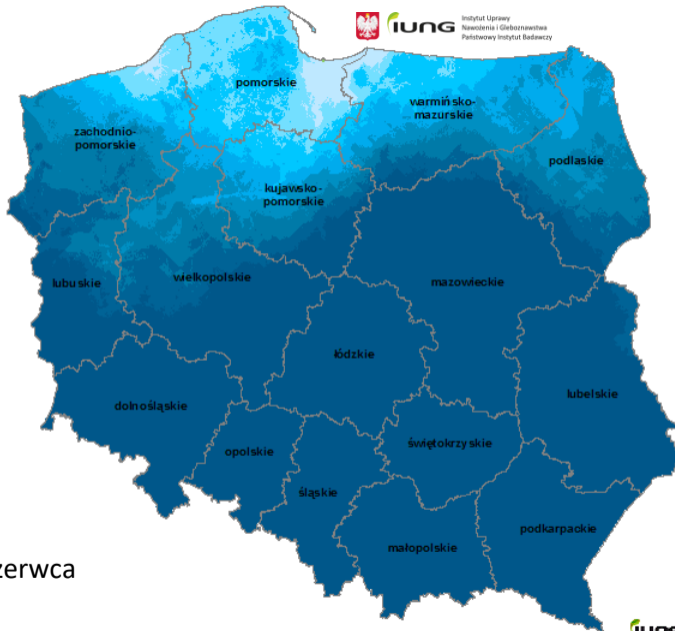 IUNG
Instytut Uprawy
Nawożenia i Gleboznawstwa
Państwowy Instytut Badawczy
pomorskie
warmińsko-
mazurskie
zachodnio-
pomorskie
podlaskie
kujawsko-
pomorskie
lubuskie
wielkopolskie
mazowieckie
łódzkie
lubelskie
dolnośląskie
świętokrzyskie
opolskie
śląskie
podkarpackie
małopolskie
zerwca